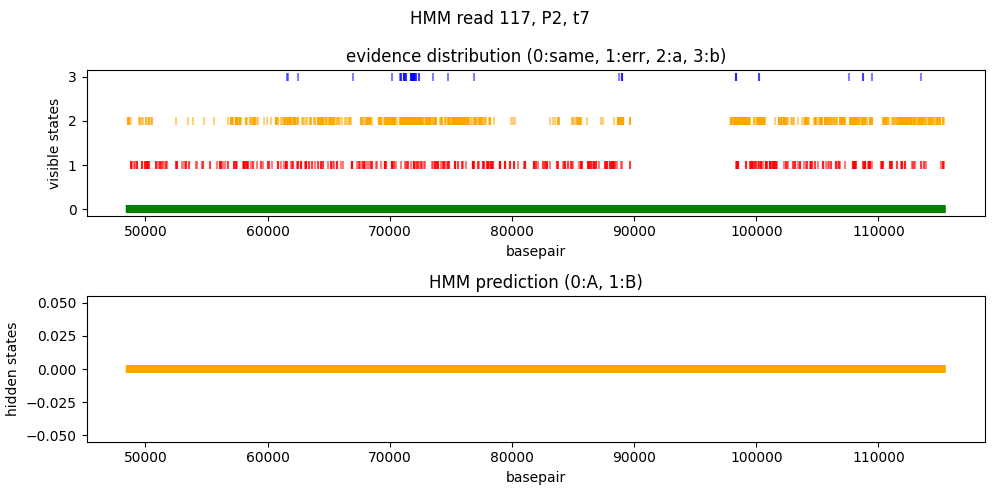 HMM read 117, P2, t7
evidence distribution (0:same, 1:err, 2:a, 3:b)
visible states
3
2
1
0
50000 60000 70000 80000 90000 100000 110000
basepair
HMM prediction (0:A, 1:B)
hidden states
0.050
0.025
0.000
−0.025
−0.050
50000 60000 70000 80000 90000 100000 110000
basepair